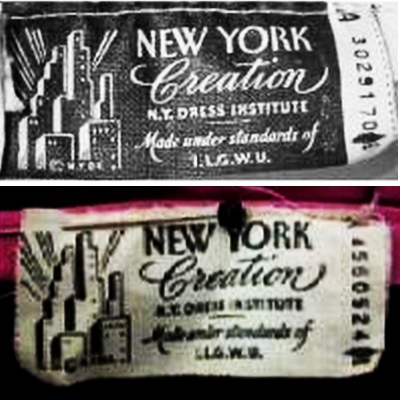 NEW YORK
Creation
N.Y. DRESS INSTITUTE
Made under standards of
I.L.G.W.U.
© N.Y.D.I.
A 3029170
NEW YORK
Creation
N.Y. DRESS INSTITUTE
Made under standards of
I.L.G.W.U.